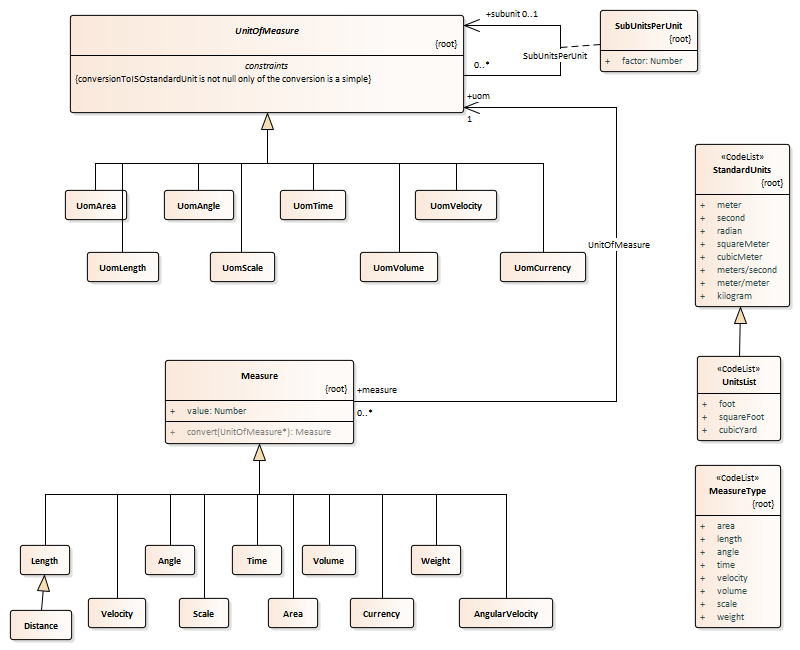 UnitOfMeasure
{root}
constraints
{conversionToISOstandardUnit is not null only of the conversion is a simple}
+subunit 0..1
0..*
SubUnitsPerUnit
SubUnitsPerUnit
{root}
+ factor: Number
+uom
1
UnitOfMeasure
UomArea
UomAngle
UomTime
UomVelocity
UomLength
UomScale
UomVolume
UomCurrency
«CodeList»
StandardUnits
{root}
+ meter
+ second
+ radian
+ squareMeter
+ cubicMeter
+ meters/second
+ meter/meter
+ kilogram
«CodeList»
UnitsList
+ foot
+ squareFoot
+ cubicYard
Measure
{root}
+ value: Number
+ convert(UnitOfMeasure*): Measure
+measure
0..*
Length
Angle
Time
Volume
Weight
Distance
Velocity
Scale
Area
Currency
AngularVelocity
«CodeList»
MeasureType
{root}
+ area
+ length
+ angle
+ time
+ velocity
+ volume
+ scale
+ weight